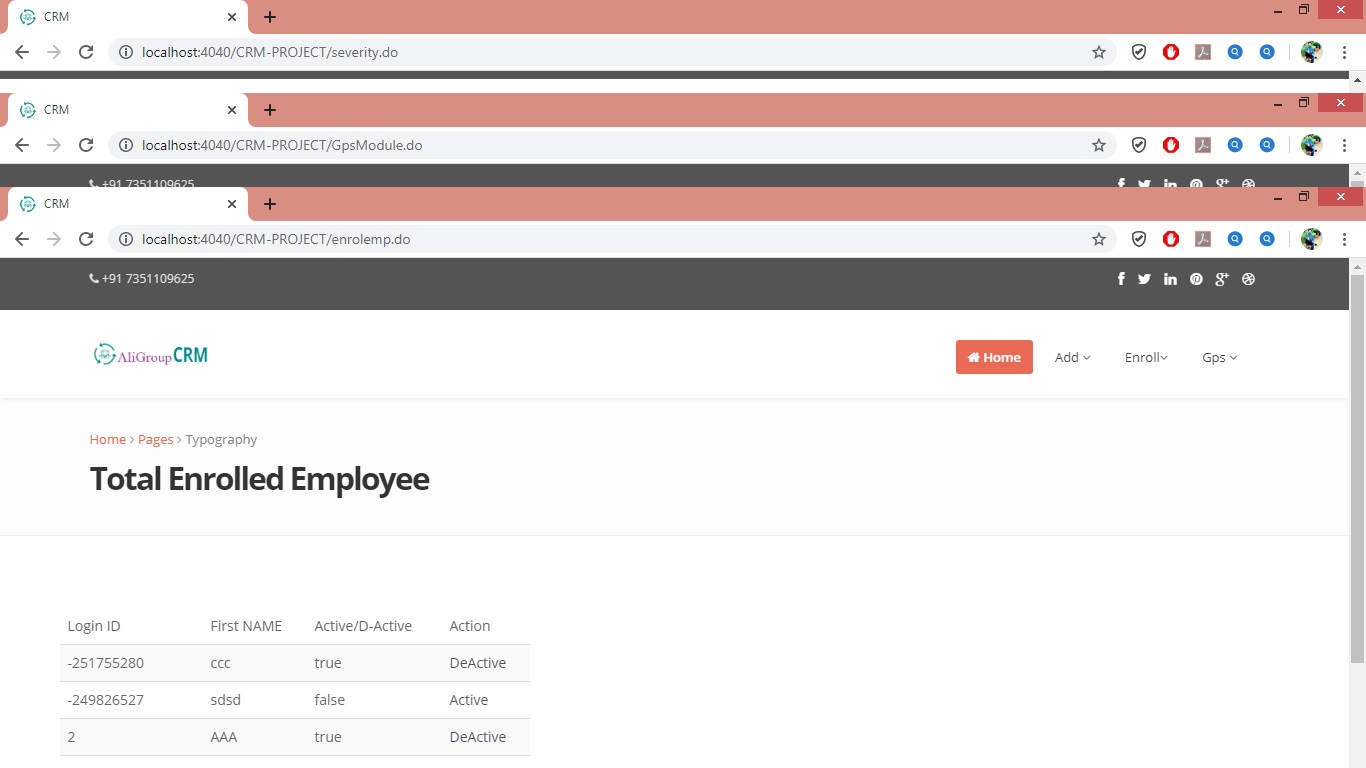 CRM
localhost:4040/CRM-PROJECT/severity.do
CRM
localhost:4040/CRM-PROJECT/GpsModule.do
+91 7351109625
CRM
localhost:4040/CRM-PROJECT/enrolemp.do
+91 7351109625
AliGroupCRM Home Add Enroll Gps
Home > Pages > Typography
Total Enrolled Employee
Login ID First NAME Active/D-Active Action
-251755280 ccc true DeActive
-249826527 sdsd false Active
2 AAA true DeActive